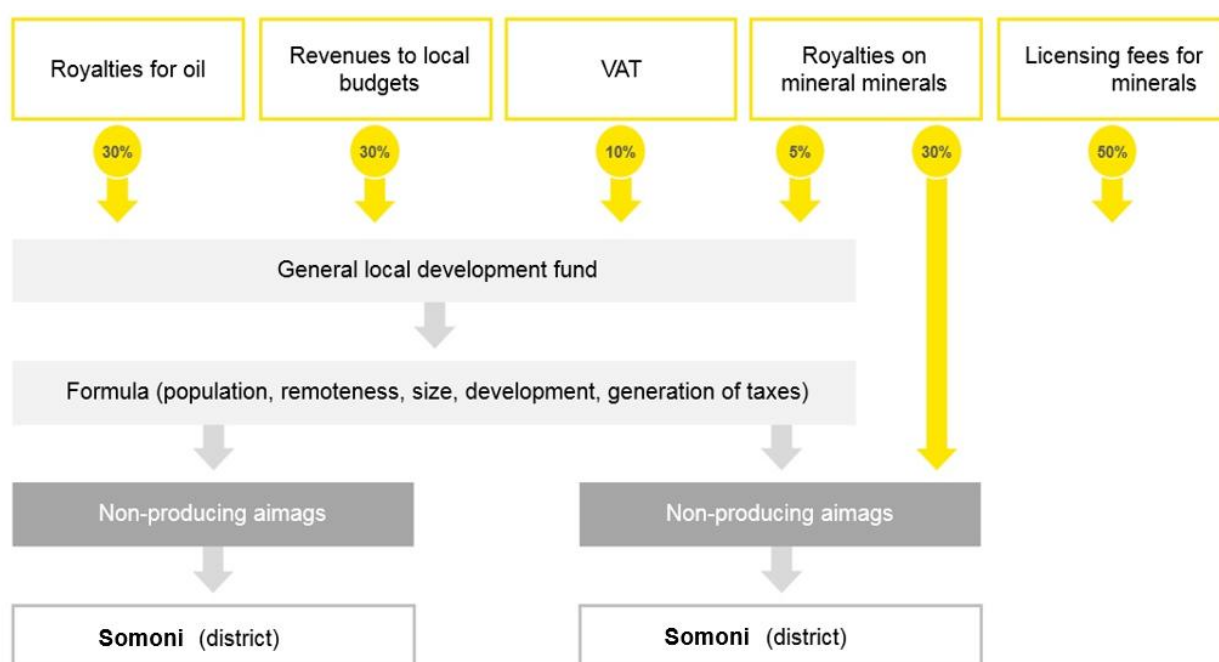 Royalties for oil
Revenues to local
budgets
VAT
Royalties on
mineral minerals
Licensing fees for
minerals
30%
30%
10%
5%
30%
50%
General local development fund
Formula (population, remoteness, size, development, generation of taxes)
Non-producing aimags
Non-producing aimags
Somoni (district)
Somoni (district)